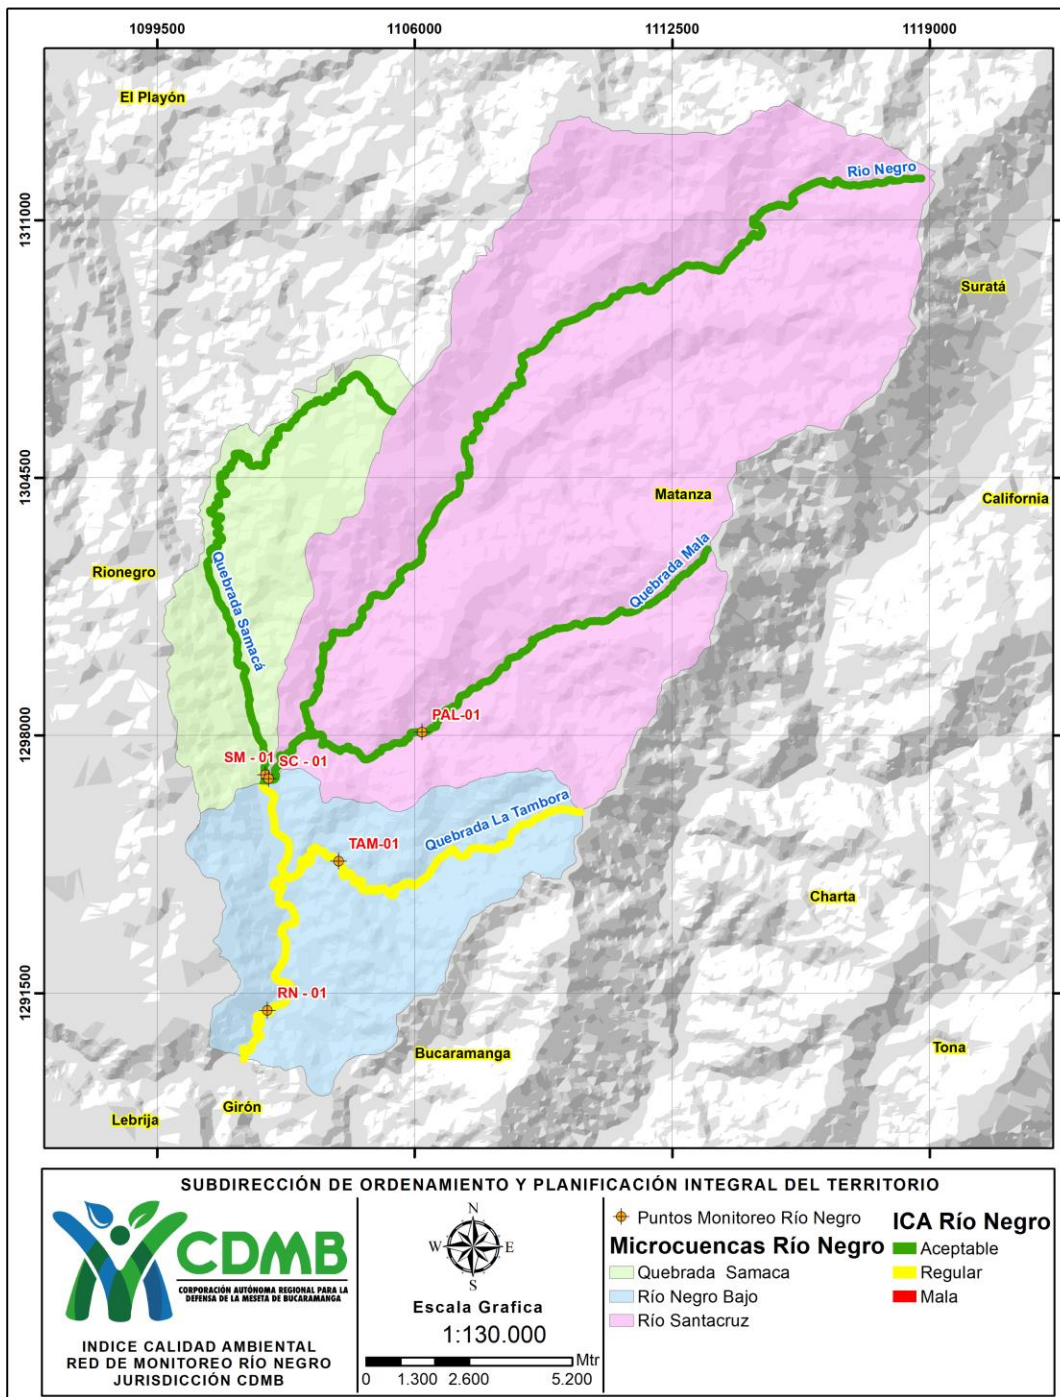 1099500 1106000 1112500 1119000
El Playón
Rio Negro
1311000 1311000
Suratá
1304500 1304500
Matanza
California
Quebrada Mala
Rionegro
Quebrada Samacá
PAL-01
1298000 1298000
SM - 01 SC - 01
Quebrada La Tambora
TAM-01
Charta
1291500 1291500
RN - 01
Bucaramanga
Tona
Girón
Lebrija
SUBDIRECCIÓN DE ORDENAMIENTO Y PLANIFICACIÓN INTEGRAL DEL TERRITORIO
CDMB
CORPORACIÓN AUTÓNOMA REGIONAL PARA LA
DEFENSA DE LA MESETA DE BUCARAMANGA
INDICE CALIDAD AMBIENTAL
RED DE MONITOREO RÍO NEGRO
JURISDICCIÓN CDMB
N
W E
S
Escala Grafica
1:130.000
Mtr
0 1.300 2.600 5.200
Puntos Monitoreo Río Negro
Microcuencas Río Negro
Quebrada Samaca
Río Negro Bajo
Río Santacruz
ICA Río Negro
Aceptable
Regular
Mala